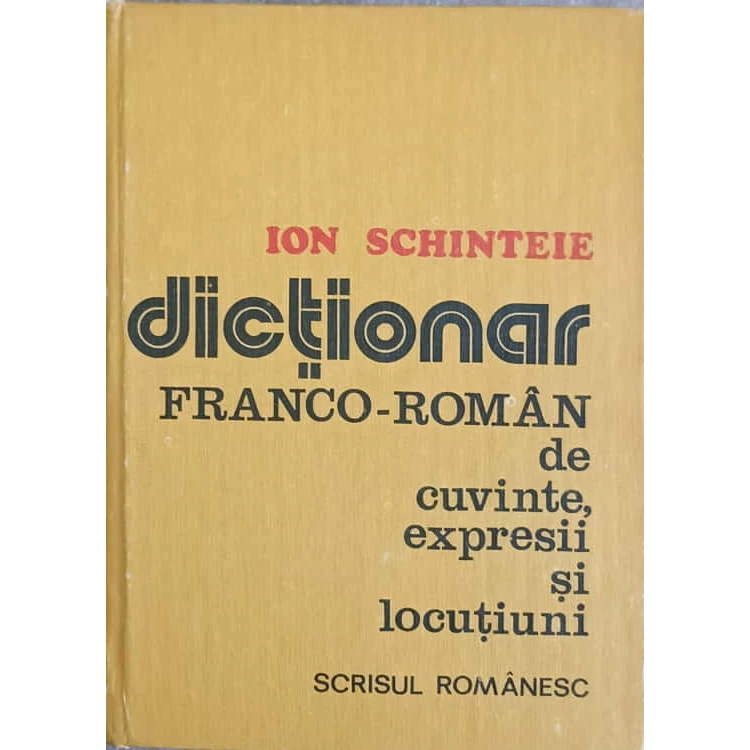 ION SCHINTEIE
dicționar
FRANCO-ROMÂN
de
cuvinte,
expresii
și
locuțiuni
SCRISUL ROMÂNESC